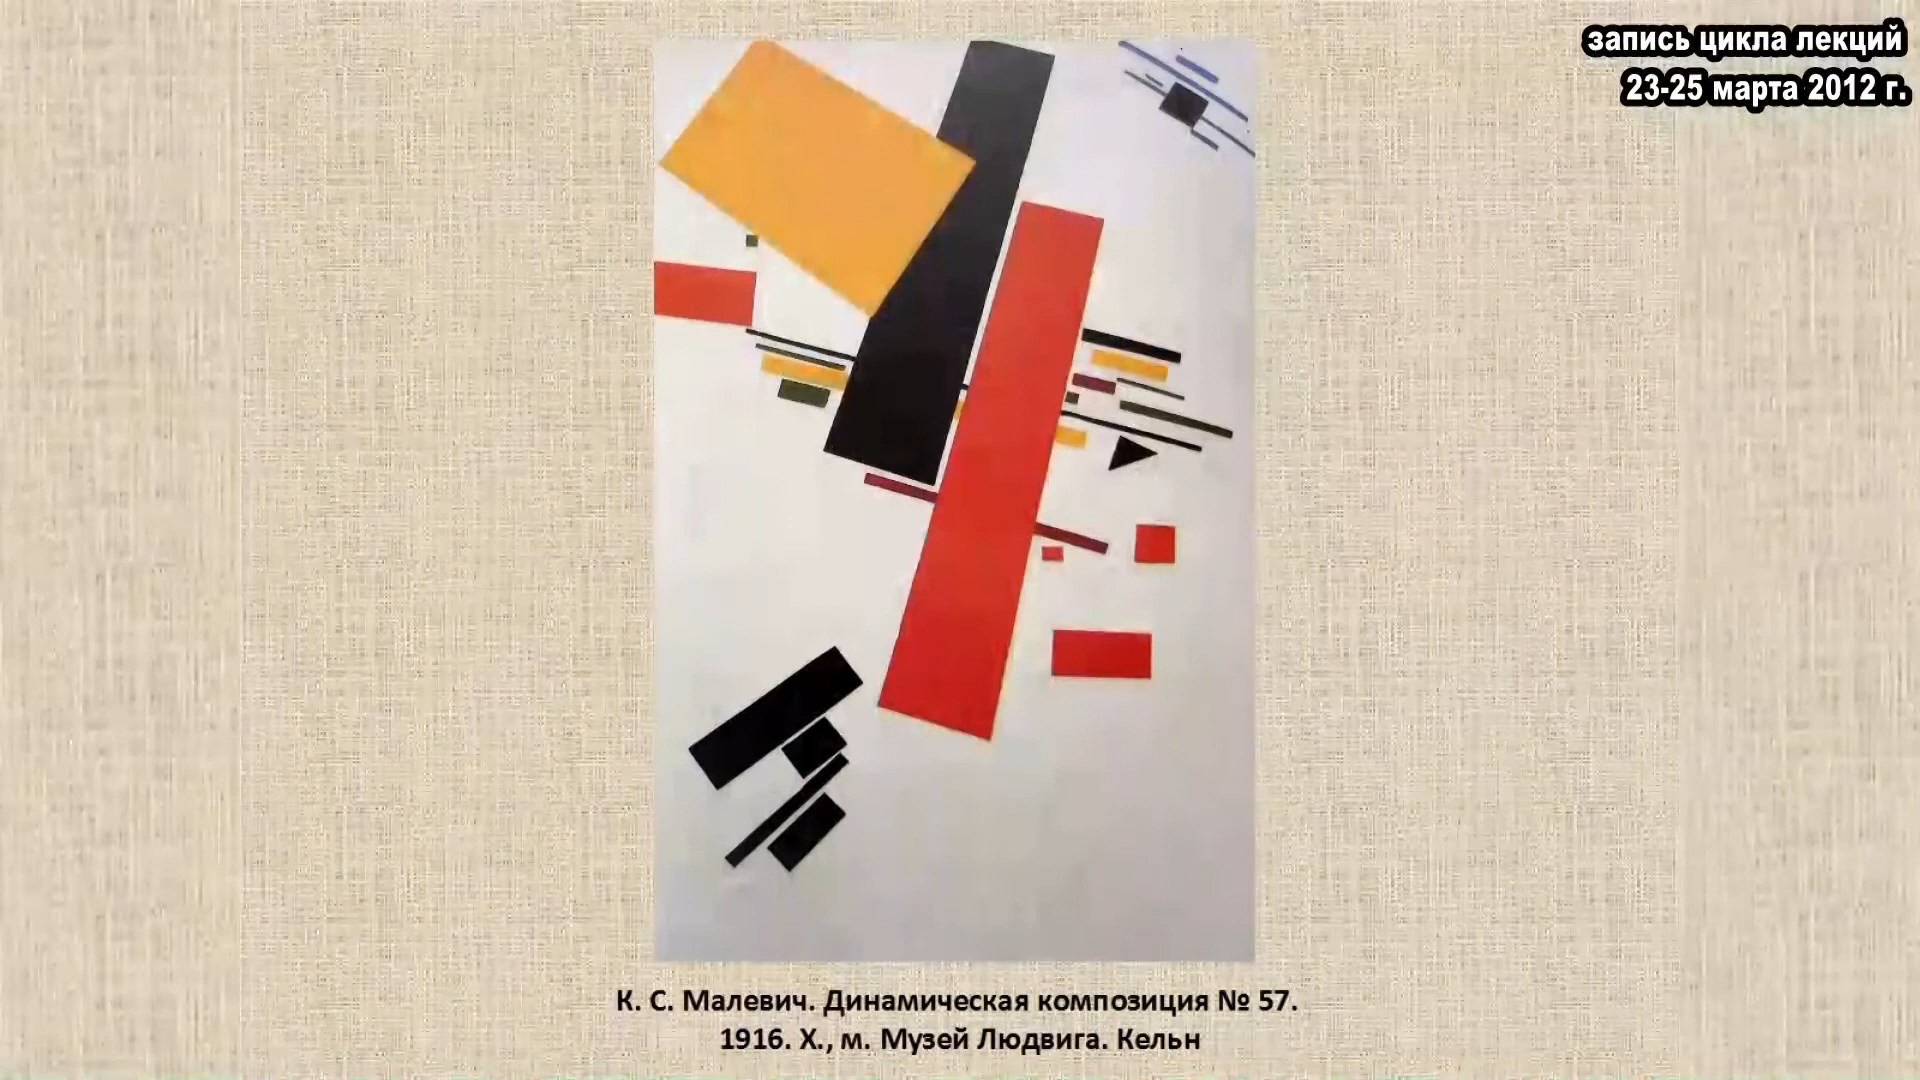 запись цикла лекций
23-25 марта 2012 г.
К. С. Малевич. Динамическая композиция № 57.
1916. Х., м. Музей Людвига. Кельн